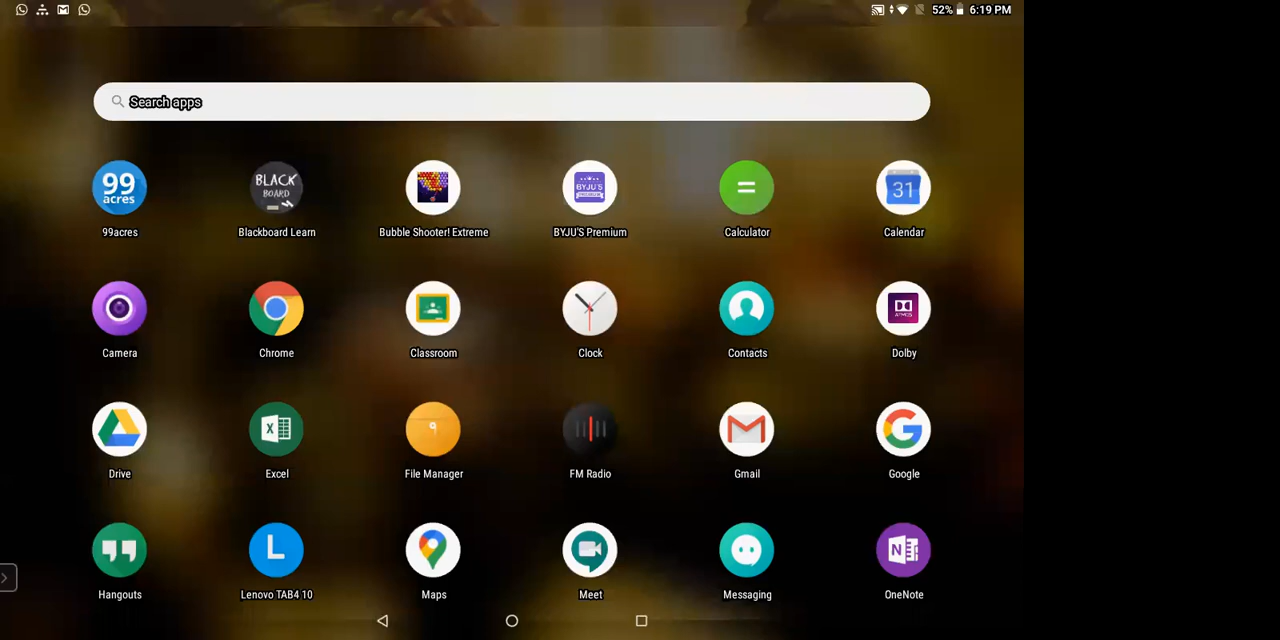 52% 6:19 PM
Search apps
99 acres
BLACK BOARD
BYJU'S
=
31
99acres
Blackboard Learn
Bubble Shooter! Extreme
BYJU'S Premium
Calculator
Calendar
DOLBY ATMOS
Camera
Chrome
Classroom
Clock
Contacts
Dolby
X
G
Drive
Excel
File Manager
FM Radio
Gmail
Google
L
N
Hangouts
Lenovo TAB4 10
Maps
Meet
Messaging
OneNote